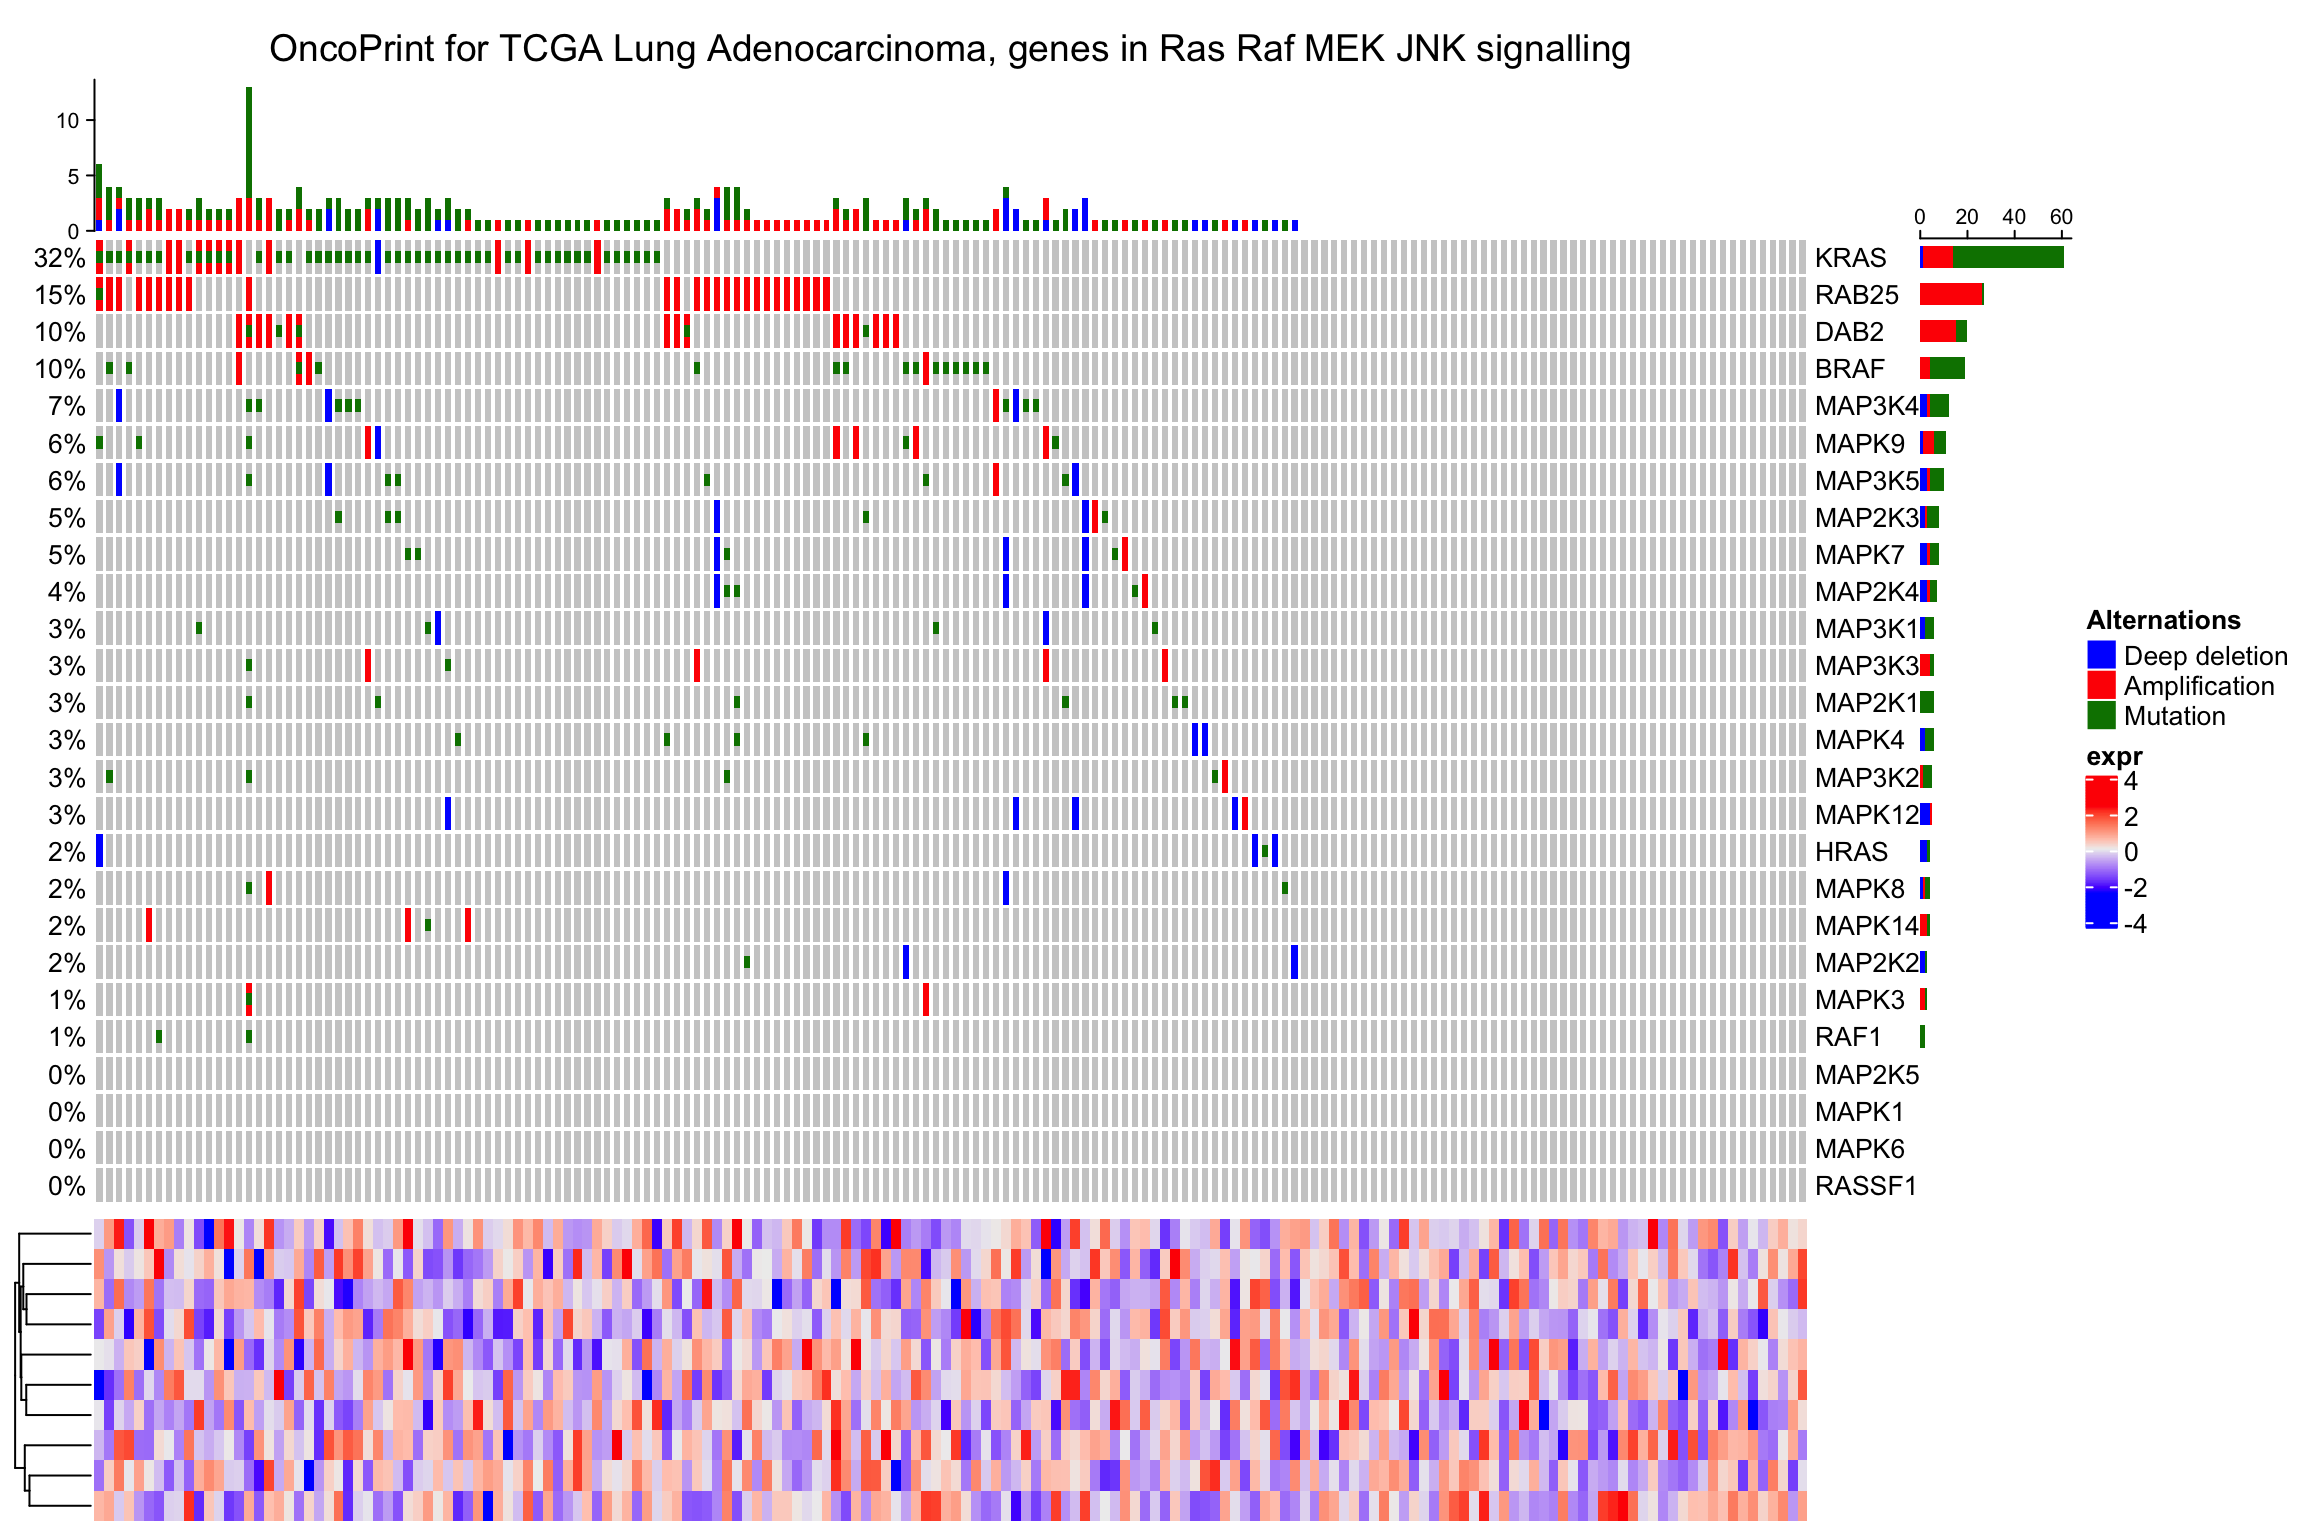 OncoPrint for TCGA Lung Adenocarcinoma, genes in Ras Raf MEK JNK signalling
10
5
0
0 20 40 60
32% KRAS
15% RAB25
10% DAB2
10% BRAF
7% MAP3K4
6% MAPK9
6% MAP3K5
5% MAP2K3
5% MAPK7
4% MAP2K4
3% MAP3K1
3% MAP3K3
3% MAP2K1
3% MAPK4
3% MAP3K2
3% MAPK12
2% HRAS
2% MAPK8
2% MAPK14
2% MAP2K2
1% MAPK3
1% RAF1
0% MAP2K5
0% MAPK1
0% MAPK6
0% RASSF1
Alternations
Deep deletion
Amplification
Mutation
expr
4
2
0
-2
-4